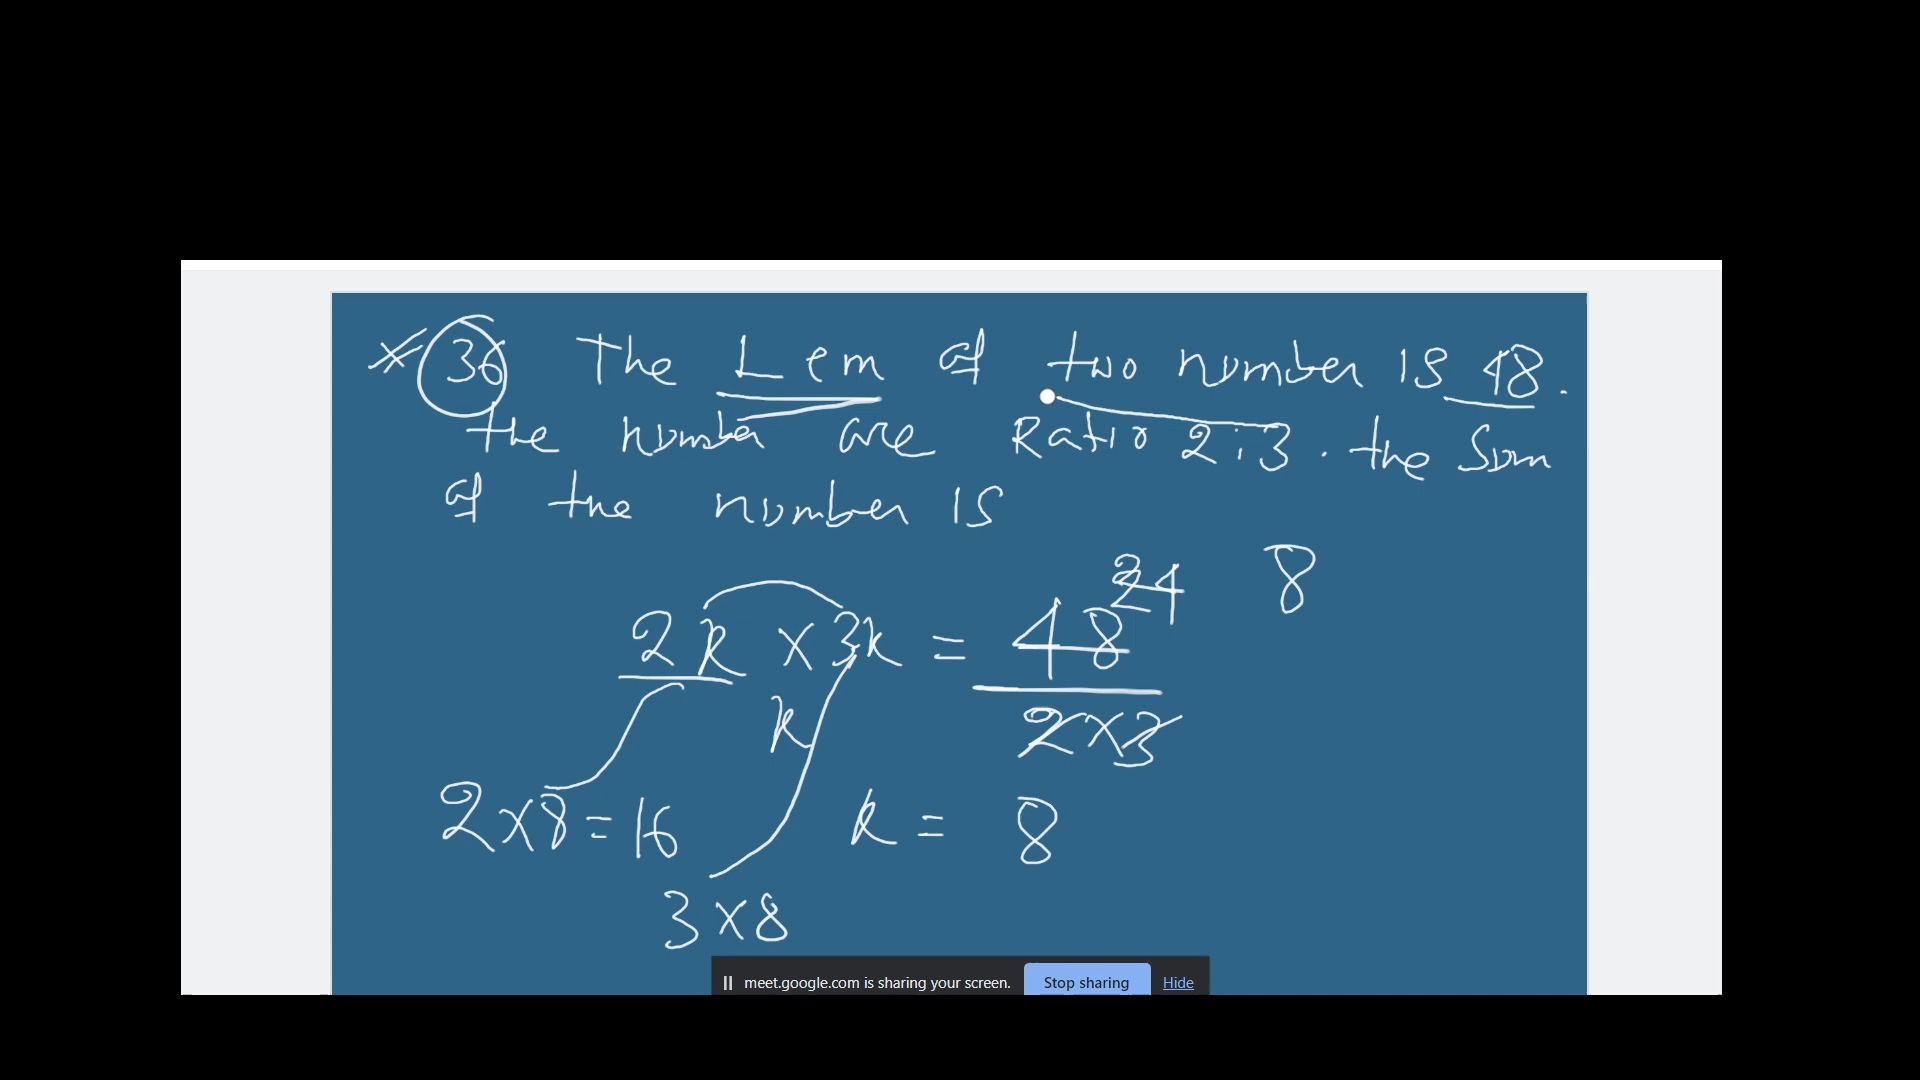 36 The Lcm of two number is 48.
the number are Ratio 2:3. the Sum
of the number is
24 8
2k x 3k = 48
k 2x3
2x8=16 k = 8
3x8
meet.google.com is sharing your screen. Stop sharing Hide